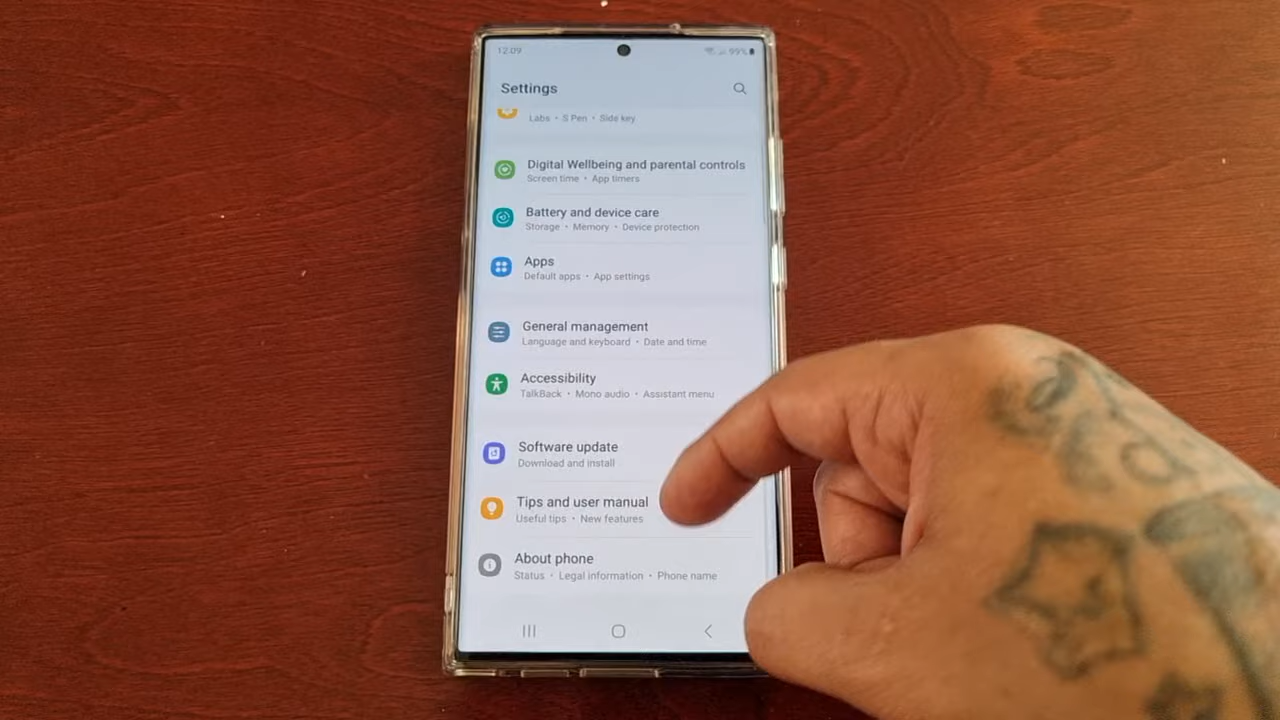 12:09
99%
Settings
Labs • S Pen • Side key
Digital Wellbeing and parental controls
Screen time • App timers
Battery and device care
Storage • Memory • Device protection
Apps
Default apps • App settings
General management
Language and keyboard • Date and time
Accessibility
TalkBack • Mono audio • Assistant menu
Software update
Download and install
Tips and user manual
Useful tips • New features
About phone
Status • Legal information • Phone name